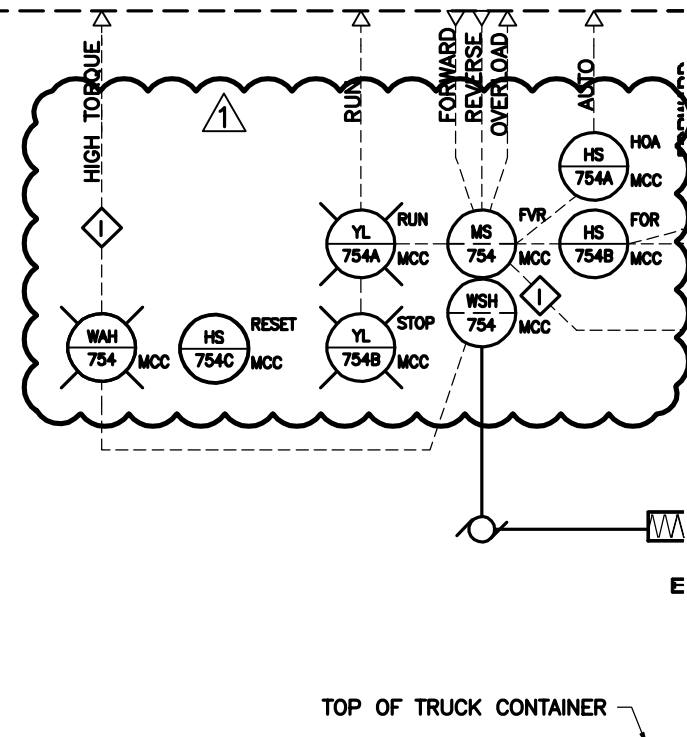 HIGH TORQUE
RUN
FORWARD
REVERSE
OVERLOAD
AUTO
1
HS
754A
HOA
MCC
I
YL
754A
RUN
MCC
MS
754
FVR
MCC
HS
754B
FOR
MCC
I
WSH
754
MCC
WAH
754
MCC
HS
754C
RESET
MCC
YL
754B
STOP
MCC
E
TOP OF TRUCK CONTAINER